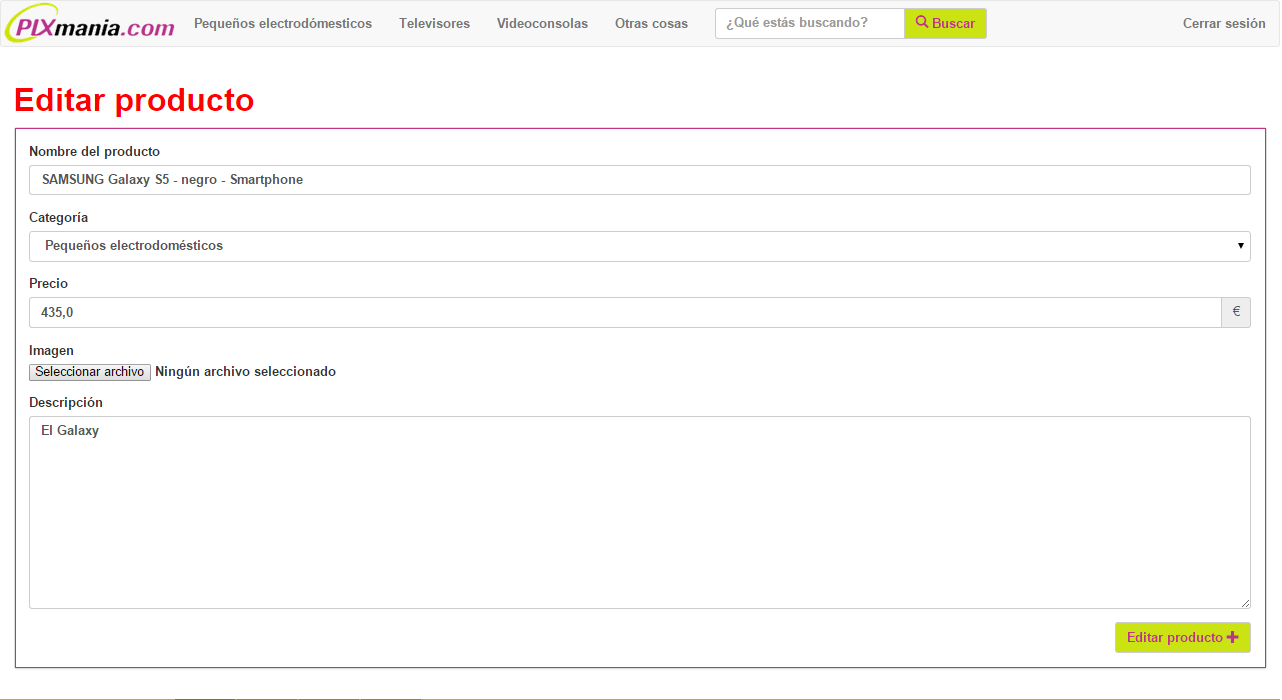 PIXmania.com Pequeños electrodómesticos Televisores Videoconsolas Otras cosas ¿Qué estás buscando? Buscar Cerrar sesión
Editar producto
Nombre del producto
SAMSUNG Galaxy S5 - negro - Smartphone
Categoría
Pequeños electrodomésticos
Precio
435,0 €
Imagen
Seleccionar archivo Ningún archivo seleccionado
Descripción
El Galaxy
Editar producto